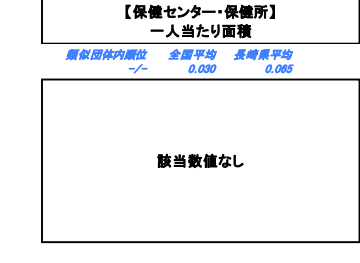 【保健センター・保健所】
一人当たり面積
類似団体内順位 全国平均 長崎県平均
-/- 0.030 0.065
該当数値なし